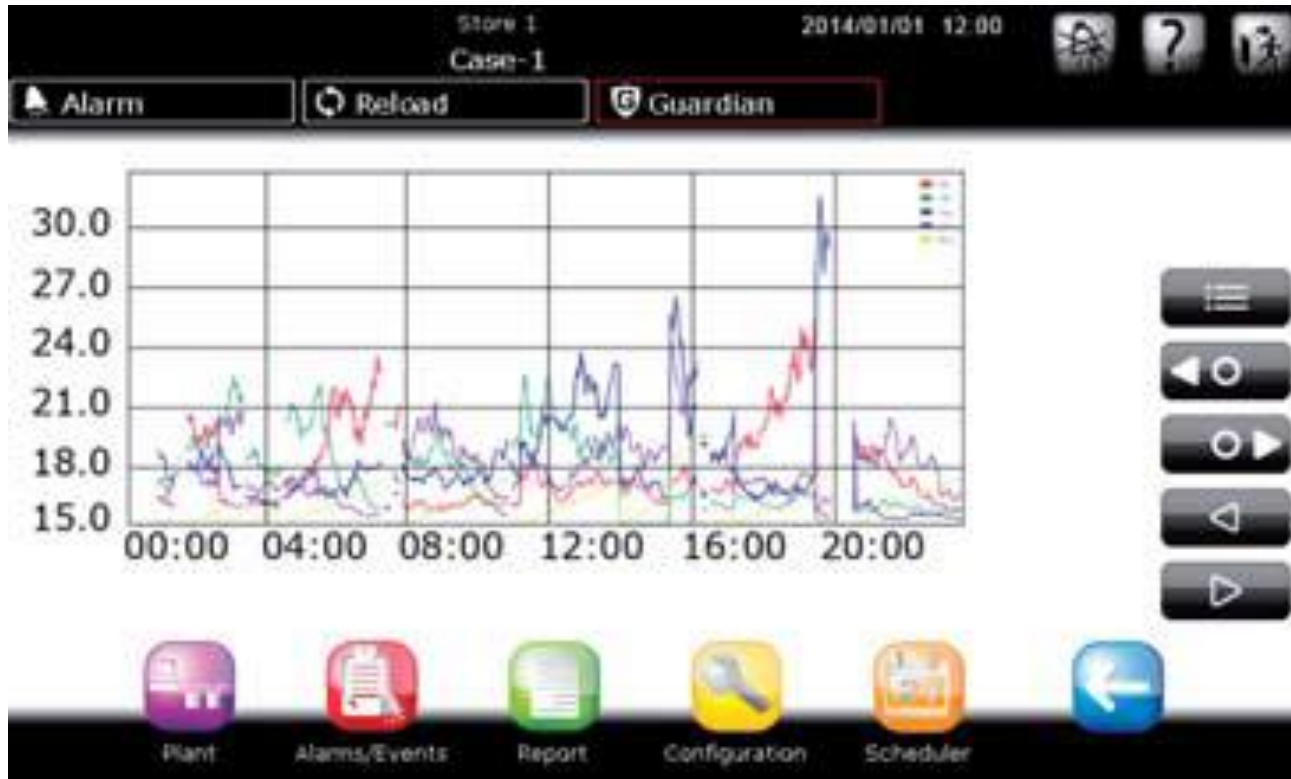 Store 1
2014/01/01 12.00
Case-1
?
Alarm
Reload
G Guardian
30.0
27.0
24.0
21.0
18.0
15.0
00:00 04:00 08:00 12:00 16:00 20:00
Plant
Alarms/Events
Report
Configuration
Scheduler